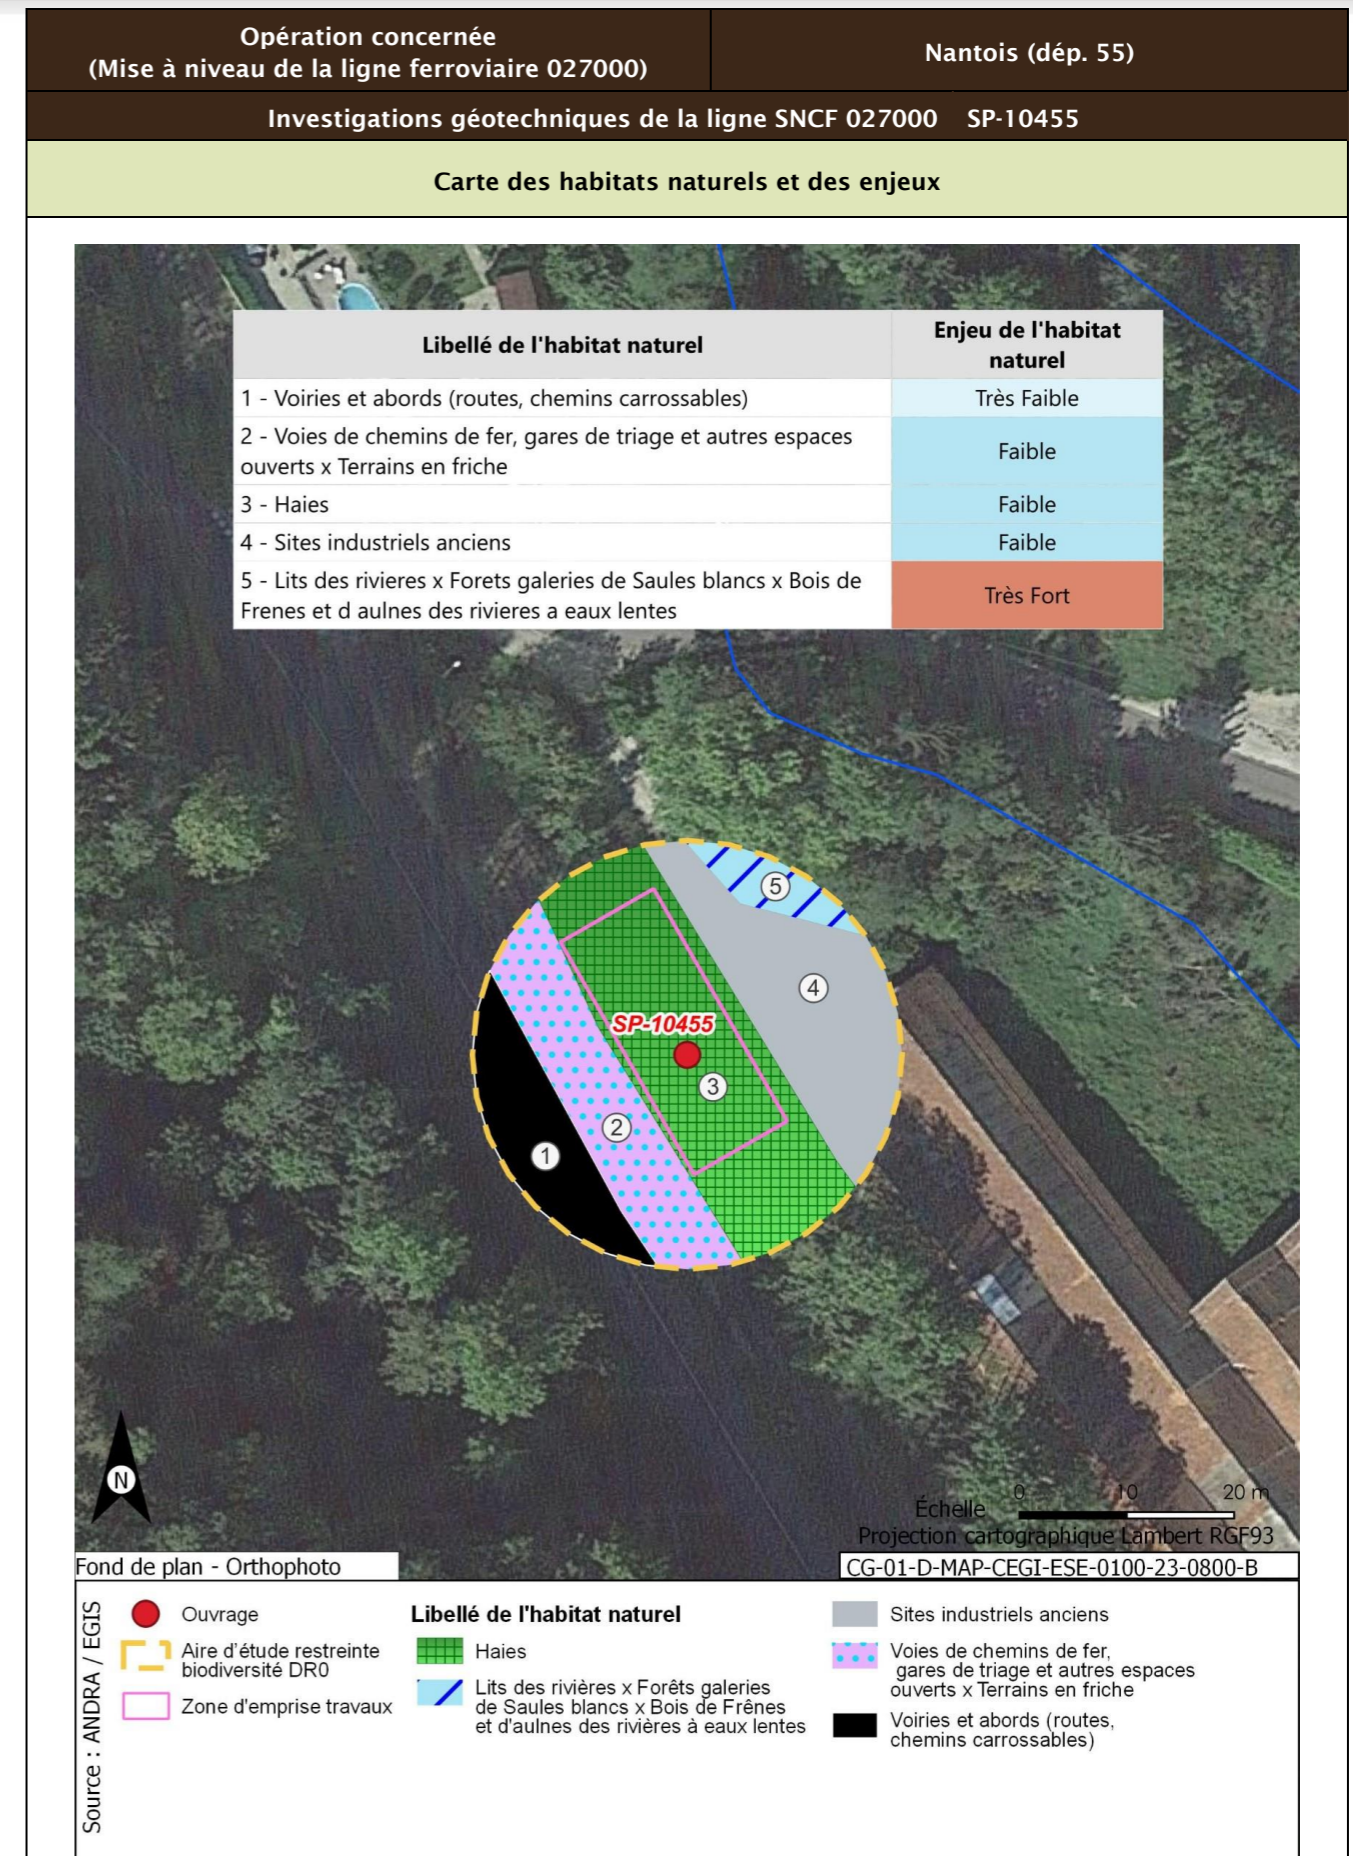 Opération concernée
(Mise à niveau de la ligne ferroviaire 027000)
Nantois (dép. 55)
Investigations géotechniques de la ligne SNCF 027000 SP-10455
Carte des habitats naturels et des enjeux
Libellé de l'habitat naturel
Enjeu de l'habitat
naturel
1 - Voiries et abords (routes, chemins carrossables)
Très Faible
2 - Voies de chemins de fer, gares de triage et autres espaces
ouverts x Terrains en friche
Faible
3 - Haies
Faible
4 - Sites industriels anciens
Faible
5 - Lits des rivieres x Forets galeries de Saules blancs x Bois de
Frenes et d aulnes des rivieres a eaux lentes
Très Fort
5
4
SP-10455
3
2
1
N
0 10 20 m
Échelle
Projection cartographique Lambert RGF93
Fond de plan - Orthophoto
CG-01-D-MAP-CEGI-ESE-0100-23-0800-B
Source : ANDRA / EGIS
Ouvrage
Aire d'étude restreinte
biodiversité DR0
Zone d'emprise travaux
Libellé de l'habitat naturel
Haies
Lits des rivières x Forêts galeries
de Saules blancs x Bois de Frênes
et d'aulnes des rivières à eaux lentes
Sites industriels anciens
Voies de chemins de fer,
gares de triage et autres espaces
ouverts x Terrains en friche
Voiries et abords (routes,
chemins carrossables)